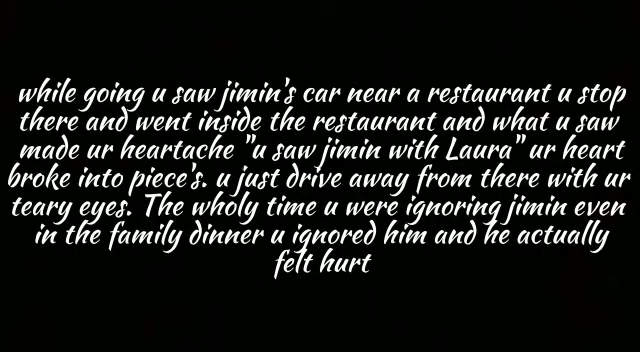 while going u saw jimin's car near a restaurant u stop
there and went inside the restaurant and what u saw
made ur heartache "u saw jimin with Laura" ur heart
broke into piece's. u just drive away from there with ur
teary eyes. The wholy time u were ignoring jimin even
in the family dinner u ignored him and he actually
felt hurt